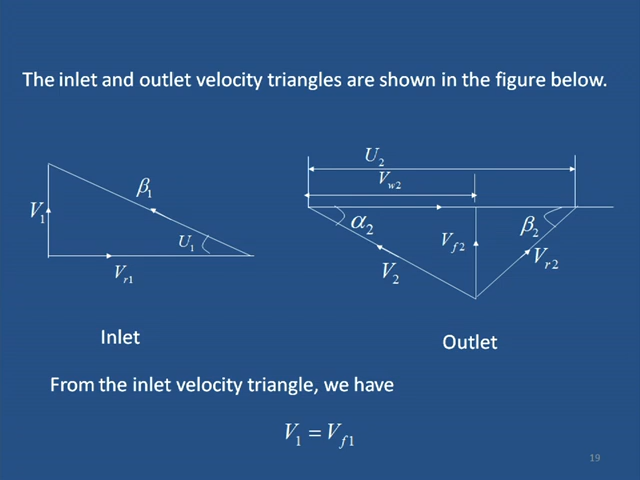 The inlet and outlet velocity triangles are shown in the figure below.
U₂
V_w2
β₁
V₁
U₁
V_r1
α₂
V_f2
β₂
V₂
V_r2
Inlet
Outlet
From the inlet velocity triangle, we have
V₁ = V_f1
19